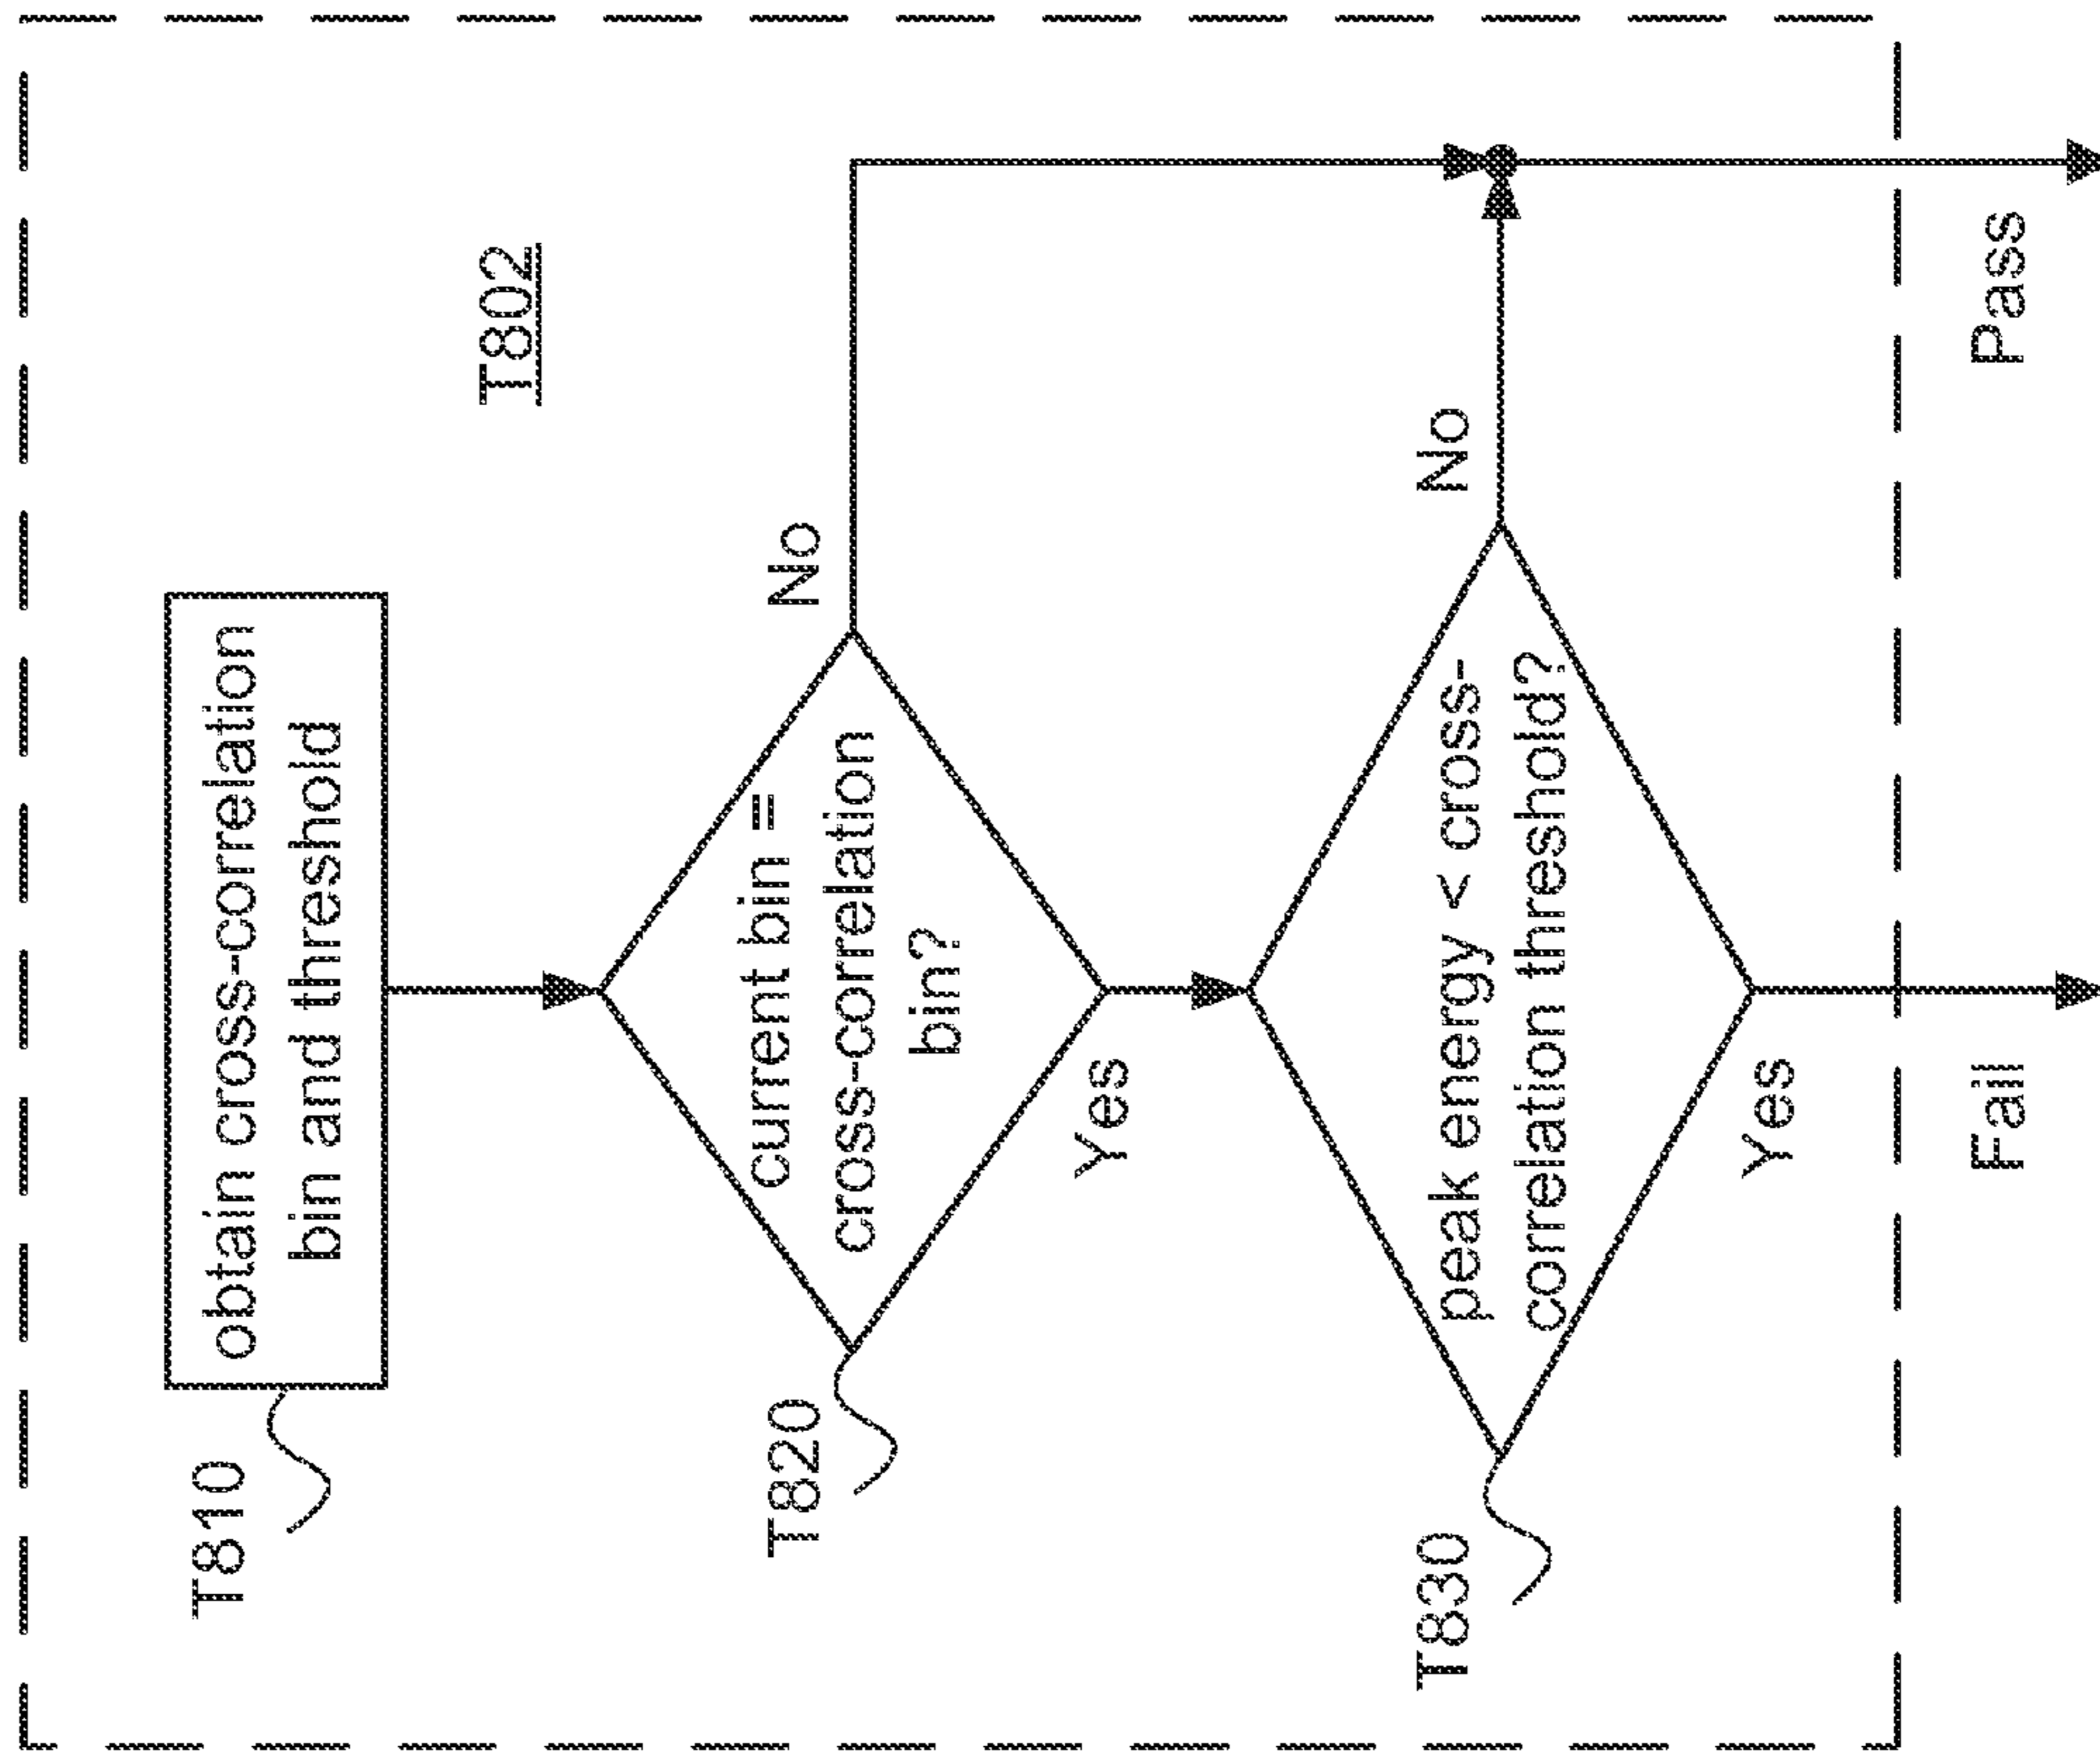 T802
T810
obtain cross-correlation
bin and threshold
T820
current bin =
cross-correlation
bin?
No
Yes
T830
peak energy < cross-
correlation threshold?
No
Yes
Fail
Pass